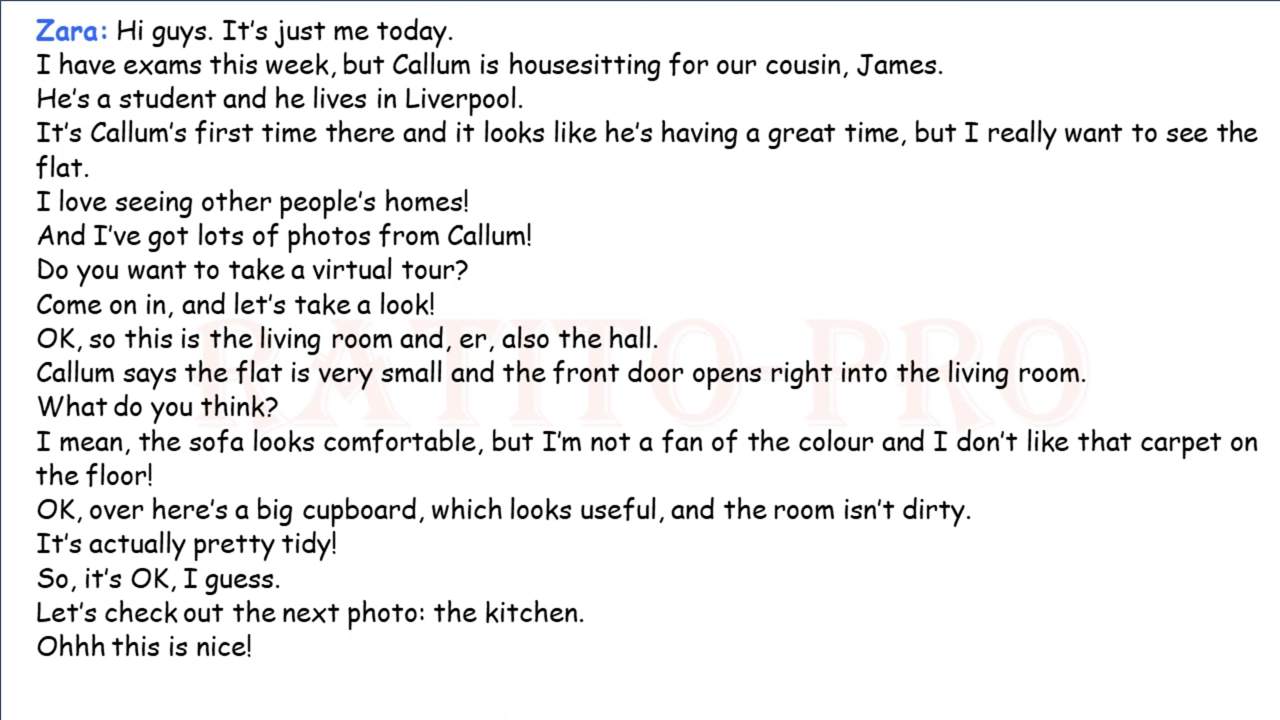 Zara: Hi guys. It's just me today.
I have exams this week, but Callum is housesitting for our cousin, James.
He's a student and he lives in Liverpool.
It's Callum's first time there and it looks like he's having a great time, but I really want to see the
flat.
I love seeing other people's homes!
And I've got lots of photos from Callum!
Do you want to take a virtual tour?
Come on in, and let's take a look!
OK, so this is the living room and, er, also the hall.
Callum says the flat is very small and the front door opens right into the living room.
What do you think?
I mean, the sofa looks comfortable, but I'm not a fan of the colour and I don't like that carpet on
the floor!
OK, over here's a big cupboard, which looks useful, and the room isn't dirty.
It's actually pretty tidy!
So, it's OK, I guess.
Let's check out the next photo: the kitchen.
Ohhh this is nice!
RATITO-PRO